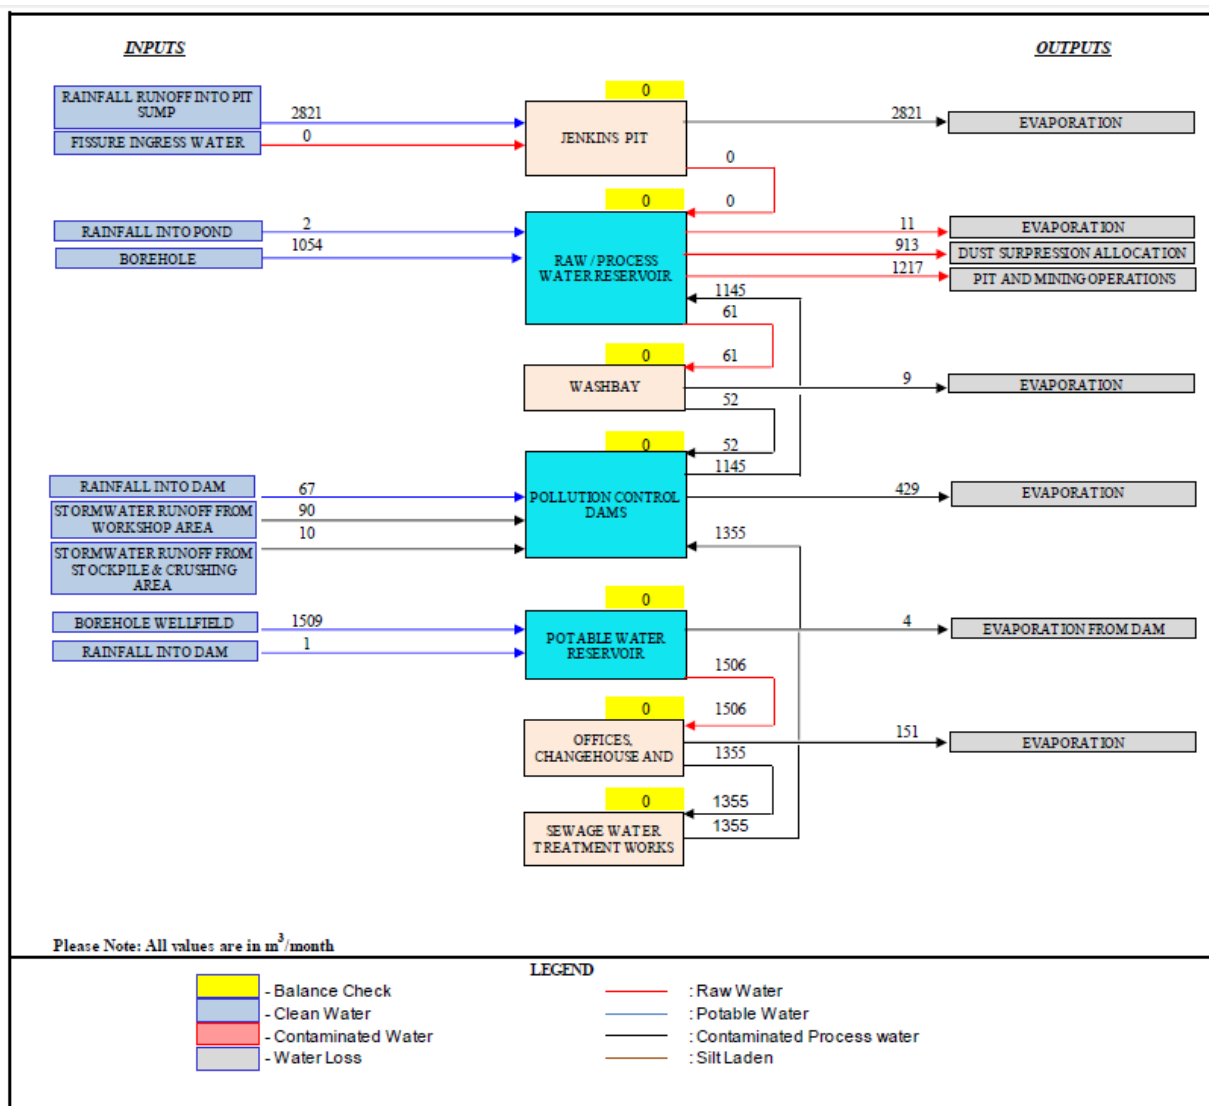 INPUTS
OUTPUTS
0
RAINFALL RUNOFF INTO PIT
SUMP
2821
2821
EVAPORATION
FISSURE INGRESS WATER
0
JENKINS PIT
0
0
0
RAINFALL INTO POND
2
11
EVAPORATION
BOREHOLE
1054
RAW / PROCESS
WATER RESERVOIR
913
DUST SURPRESSION ALLOCATION
1217
PIT AND MINING OPERATIONS
1145
61
0
61
WASHBAY
9
EVAPORATION
52
0
52
1145
RAINFALL INTO DAM
67
POLLUTION CONTROL
DAMS
429
EVAPORATION
STORMWATER RUNOFF FROM
WORKSHOP AREA
90
10
1355
STORMWATER RUNOFF FROM
STOCKPILE & CRUSHING
AREA
0
BOREHOLE WELLFIELD
1509
POTABLE WATER
RESERVOIR
4
EVAPORATION FROM DAM
RAINFALL INTO DAM
1
1506
0
1506
OFFICES,
CHANGEHOUSE AND
151
EVAPORATION
1355
0
1355
SEWAGE WATER
TREATMENT WORKS
1355
Please Note: All values are in m³/month
LEGEND
- Balance Check
: Raw Water
- Clean Water
: Potable Water
- Contaminated Water
: Contaminated Process water
- Water Loss
: Silt Laden